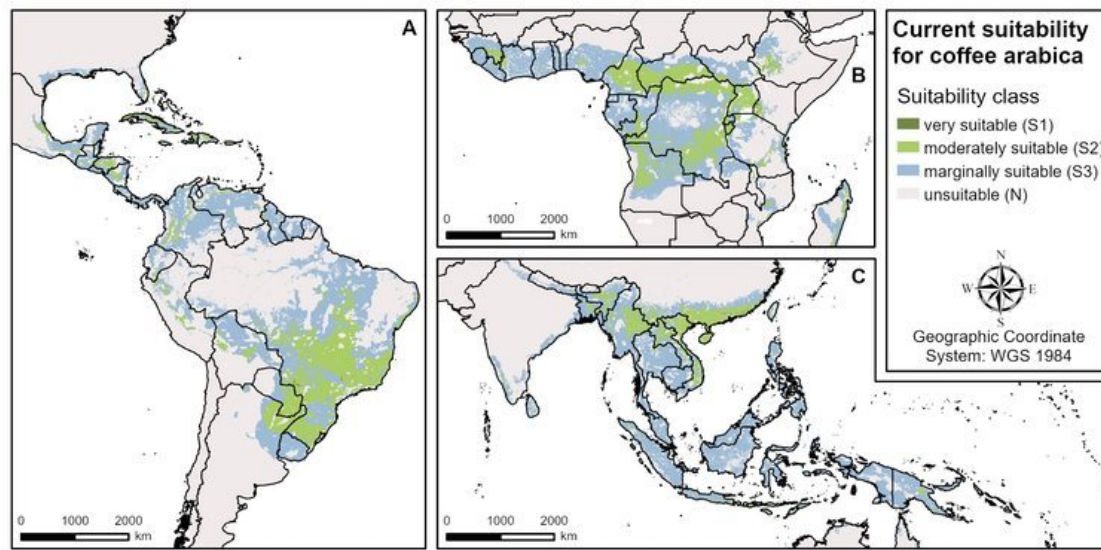 A
0 1000 2000
km
B
0 1000 2000
km
C
0 1000 2000
km
Current suitability
for coffee arabica
Suitability class
very suitable (S1)
moderately suitable (S2)
marginally suitable (S3)
unsuitable (N)
N
W E
S
Geographic Coordinate
System: WGS 1984